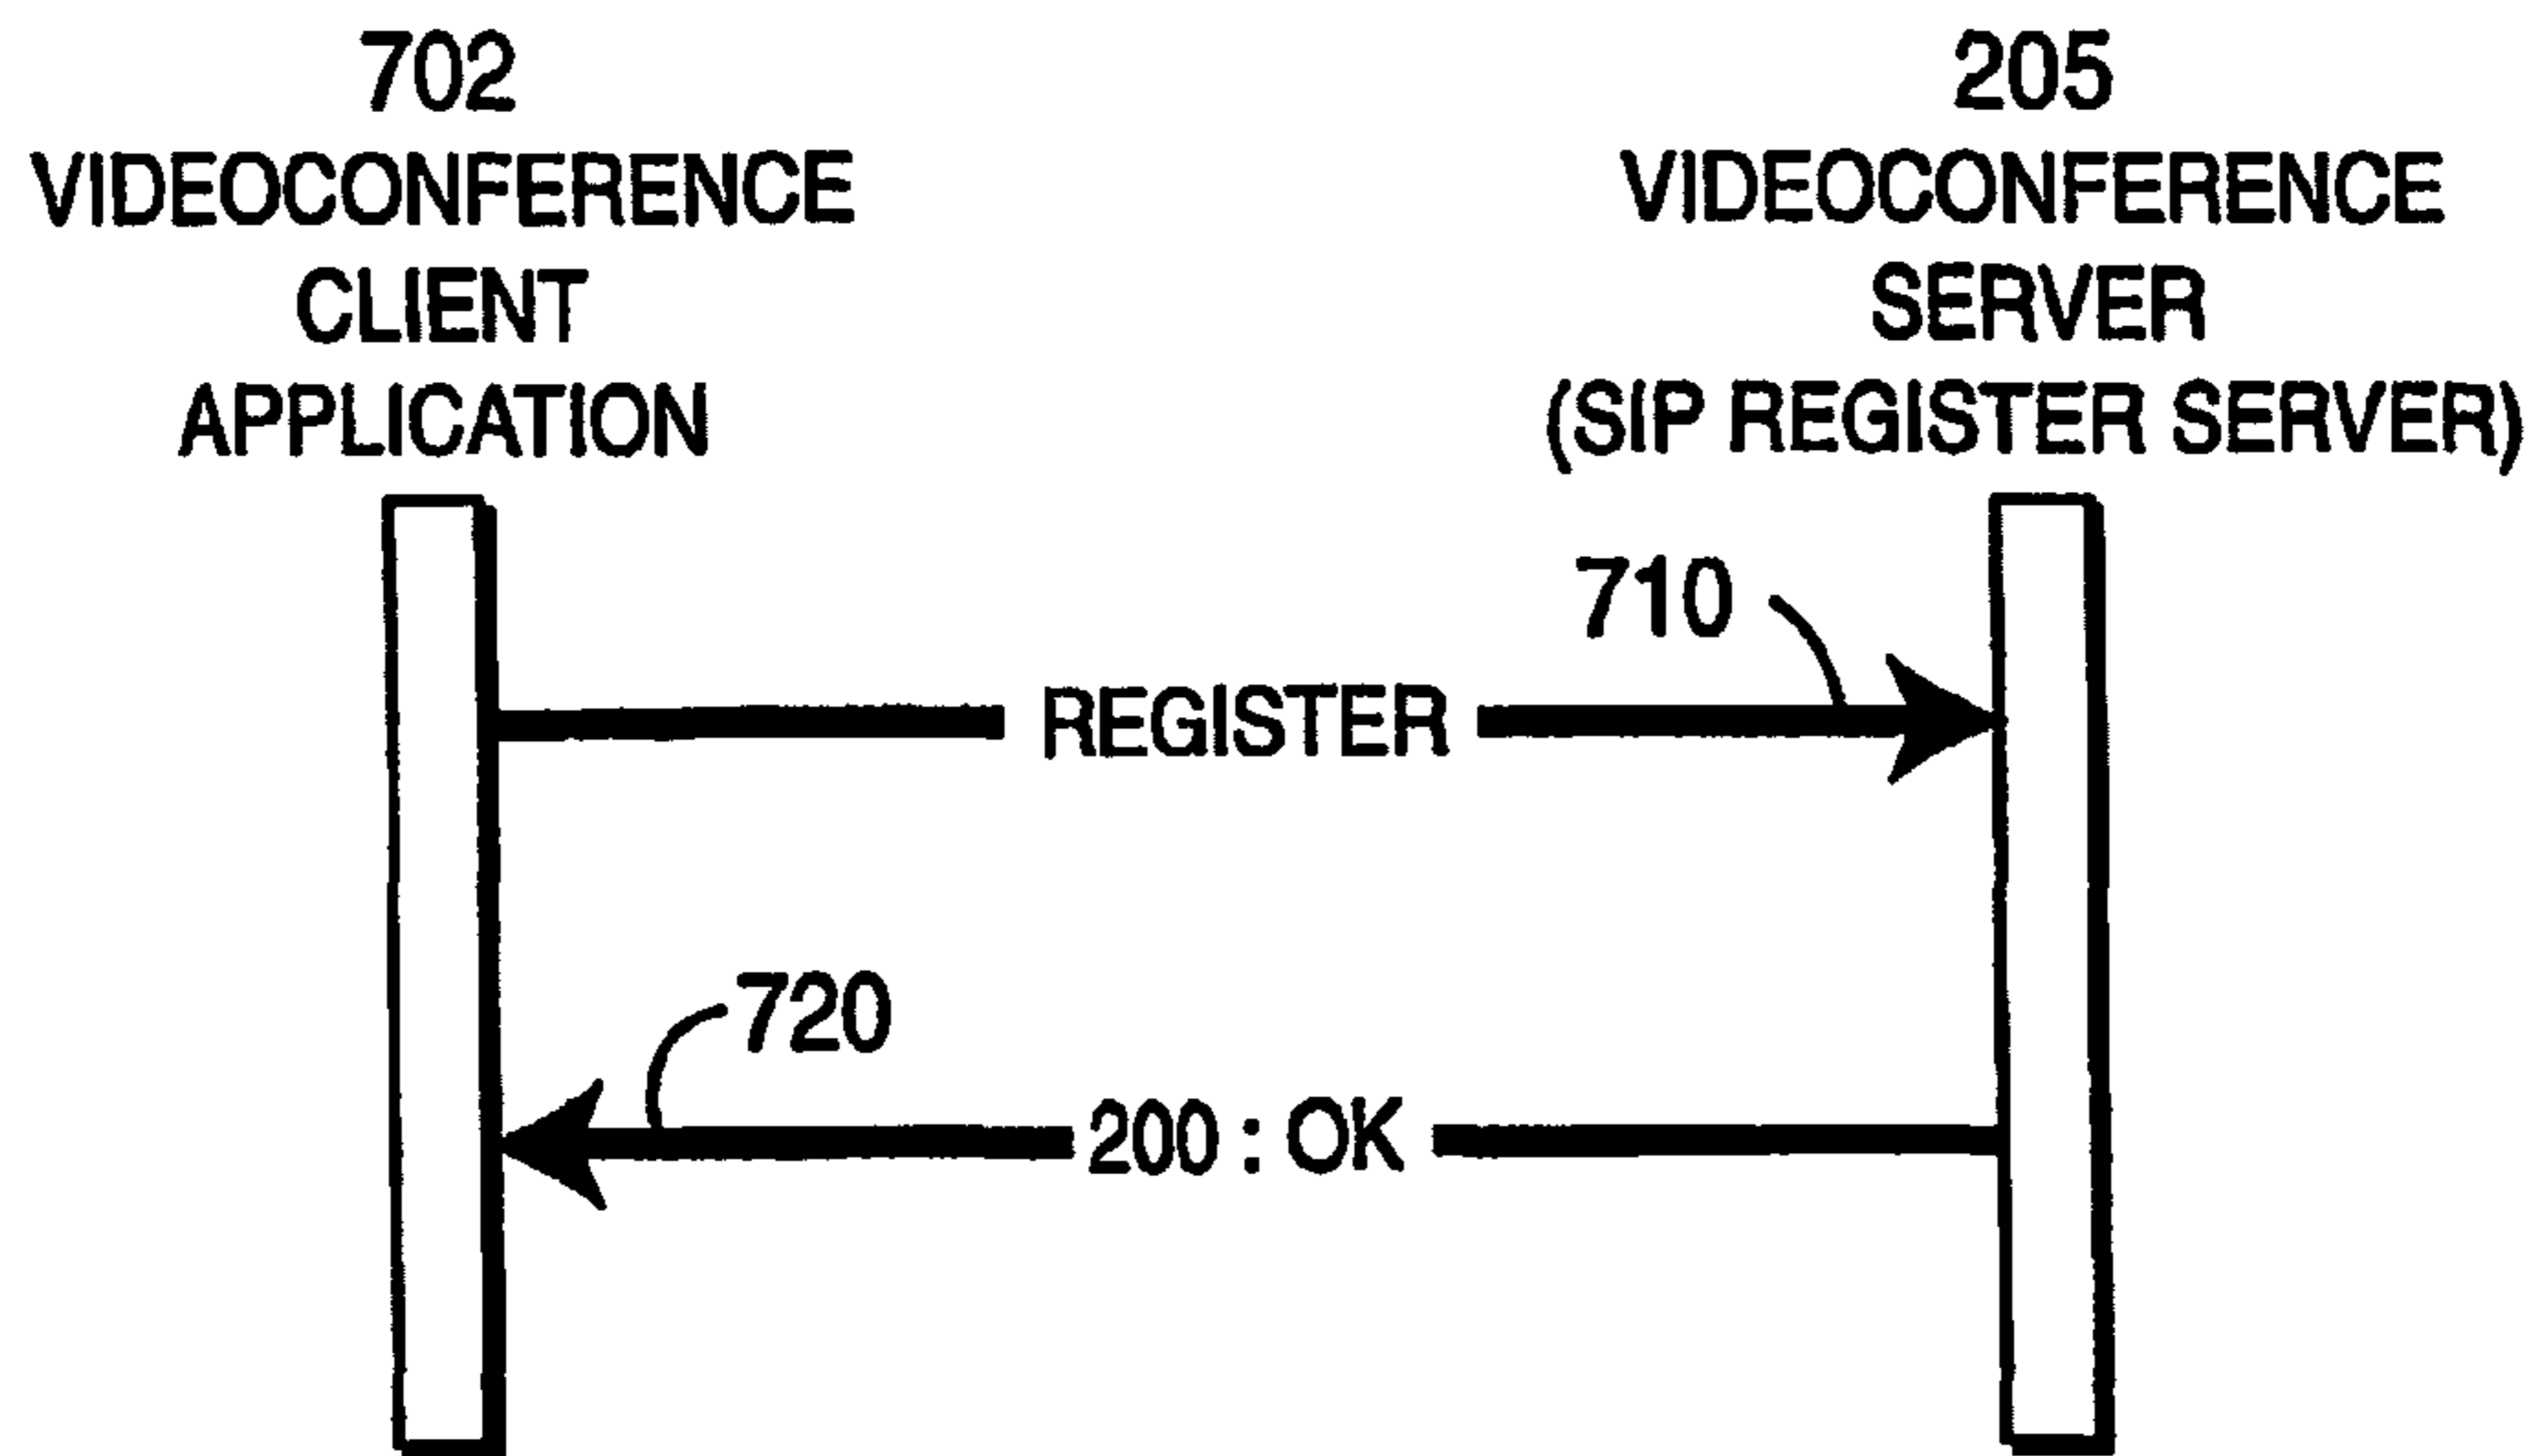 702
VIDEOCONFERENCE
CLIENT
APPLICATION
205
VIDEOCONFERENCE
SERVER
(SIP REGISTER SERVER)
710
REGISTER
720
200 : OK